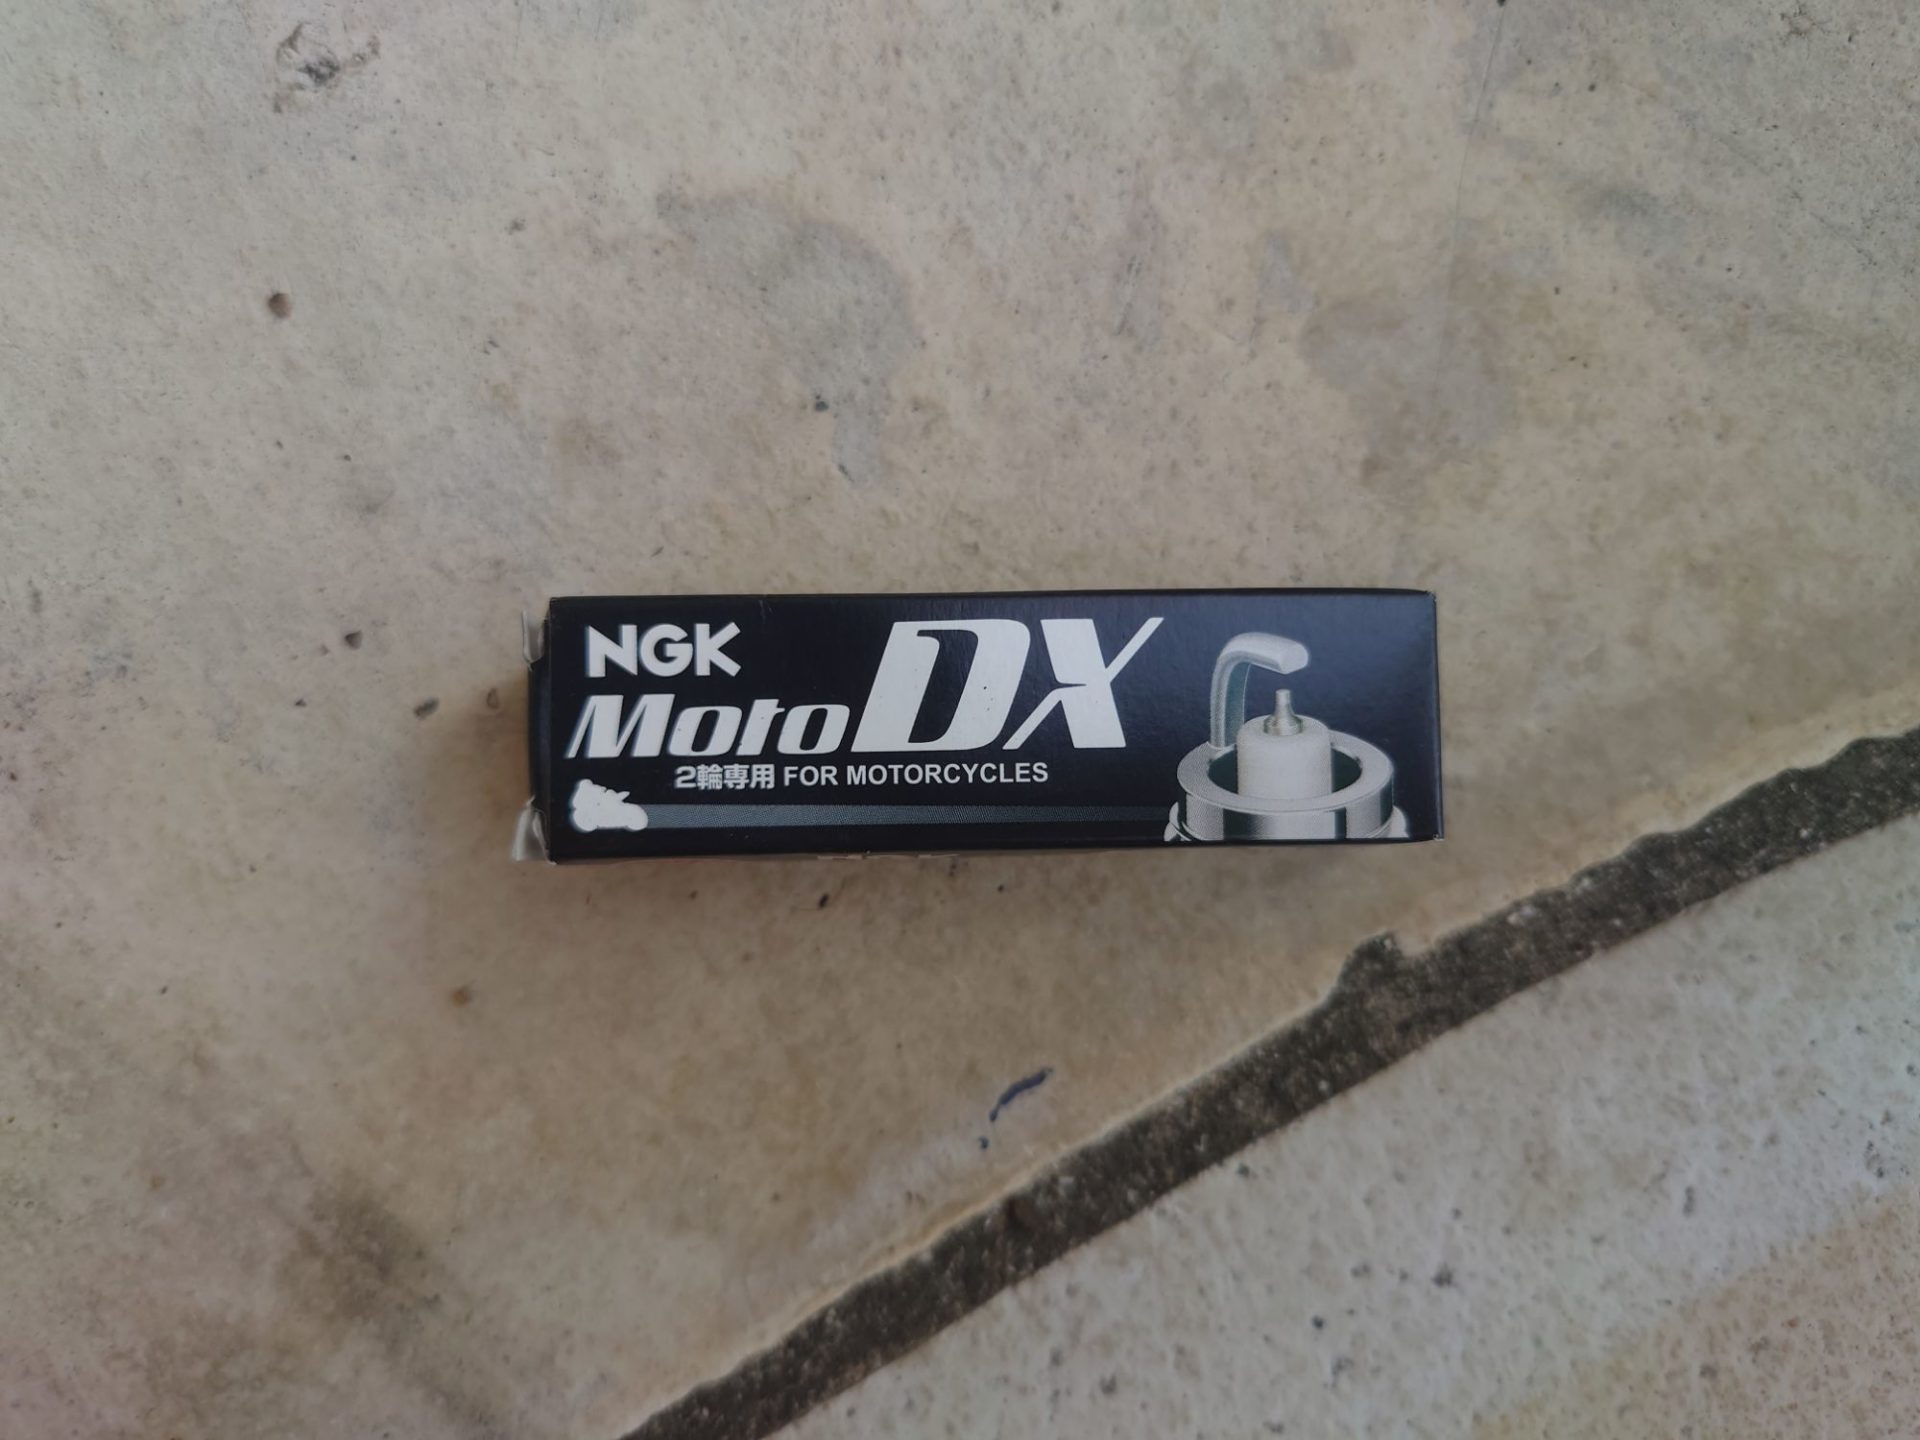 NGK
MotoDX
2輪専用 FOR MOTORCYCLES